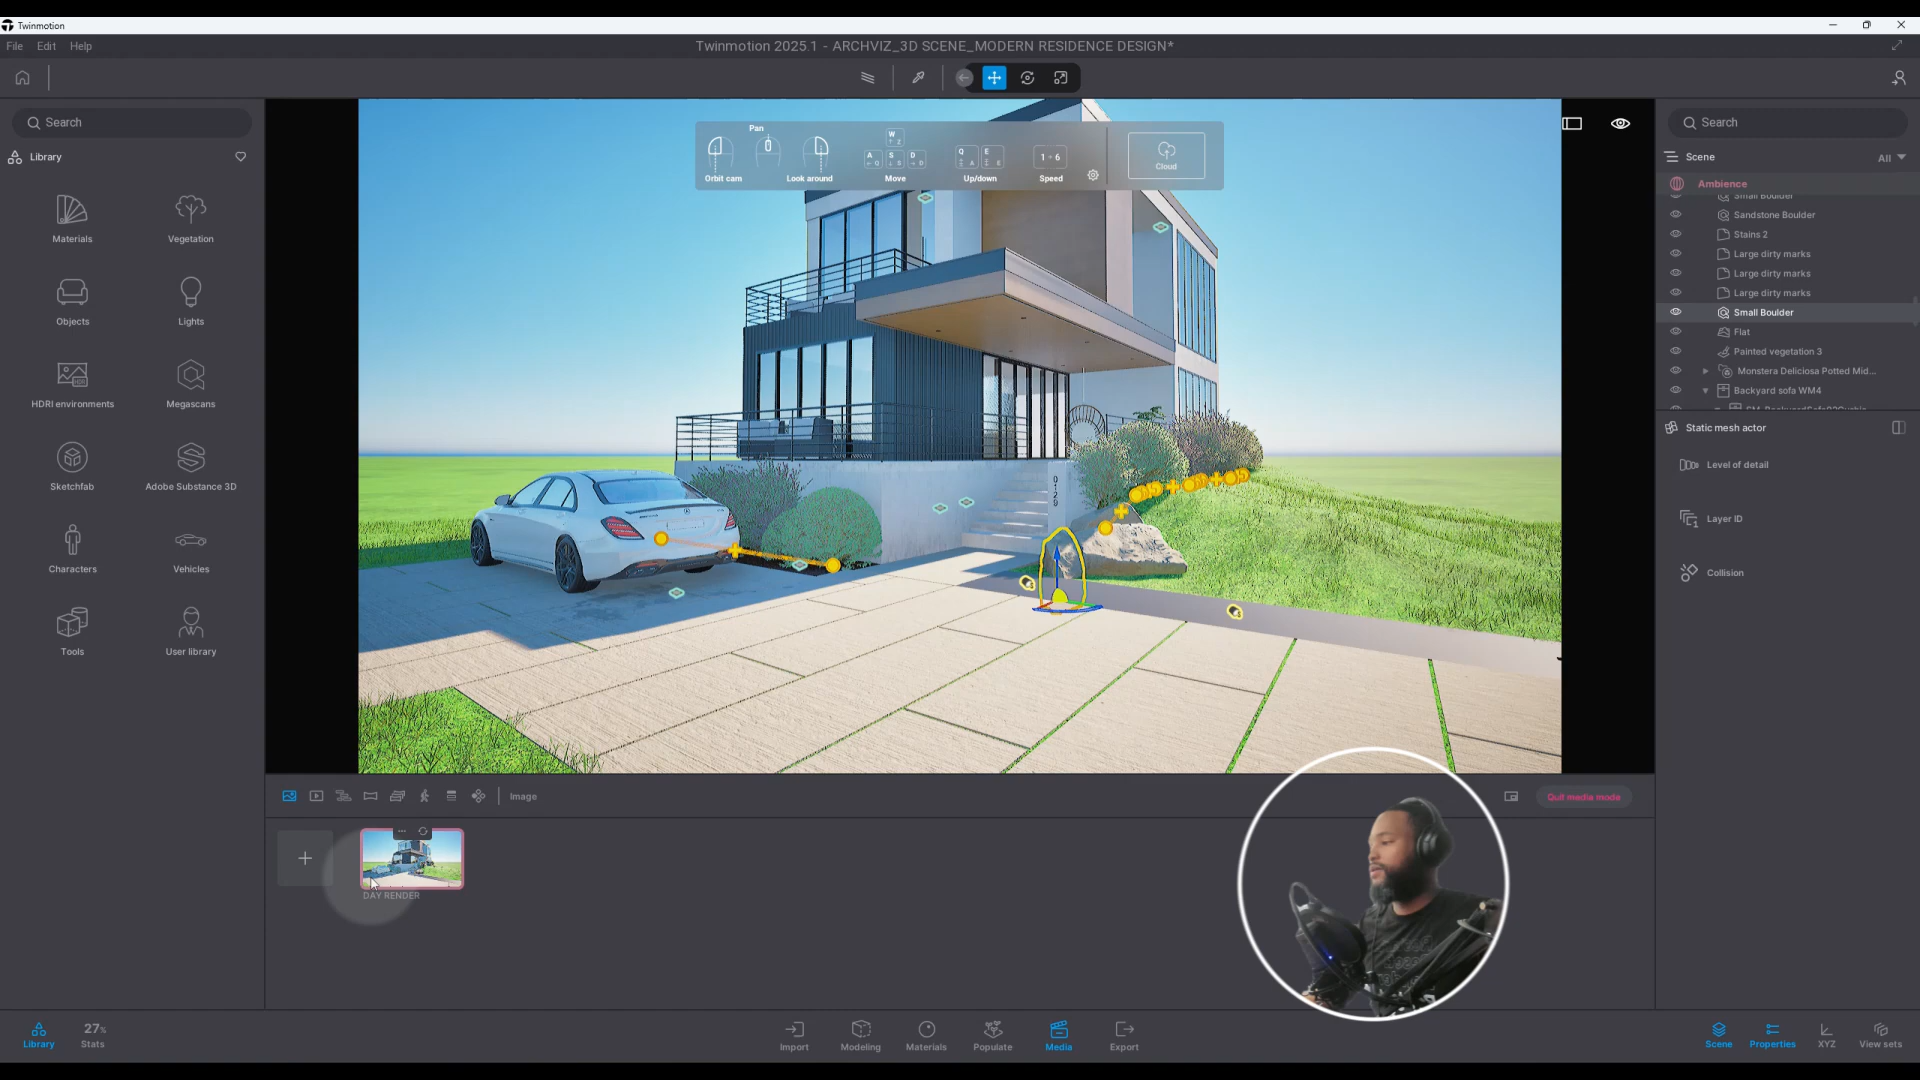 Twinmotion
File Edit Help
Twinmotion 2025.1 - ARCHVIZ_3D SCENE_MODERN RESIDENCE DESIGN*
Search
Library
Materials
Vegetation
Objects
Lights
HDRI environments
Megascans
Sketchfab
Adobe Substance 3D
Characters
Vehicles
Tools
User library
Pan
Orbit cam
Look around
W
A S D
Move
Q E
Up/down
1 - 6
Speed
Cloud
0120
Search
Scene
All
Ambience
Small Boulder
Sandstone Boulder
Stains 2
Large dirty marks
Large dirty marks
Large dirty marks
Small Boulder
Flat
Painted vegetation 3
Monstera Deliciosa Potted Mid...
Backyard sofa WM4
Static mesh actor
Level of detail
Layer ID
Collision
Image
Quit media mode
DAY RENDER
Library
27%
Stats
Import
Modeling
Materials
Populate
Media
Export
Scene
Properties
XYZ
View sets